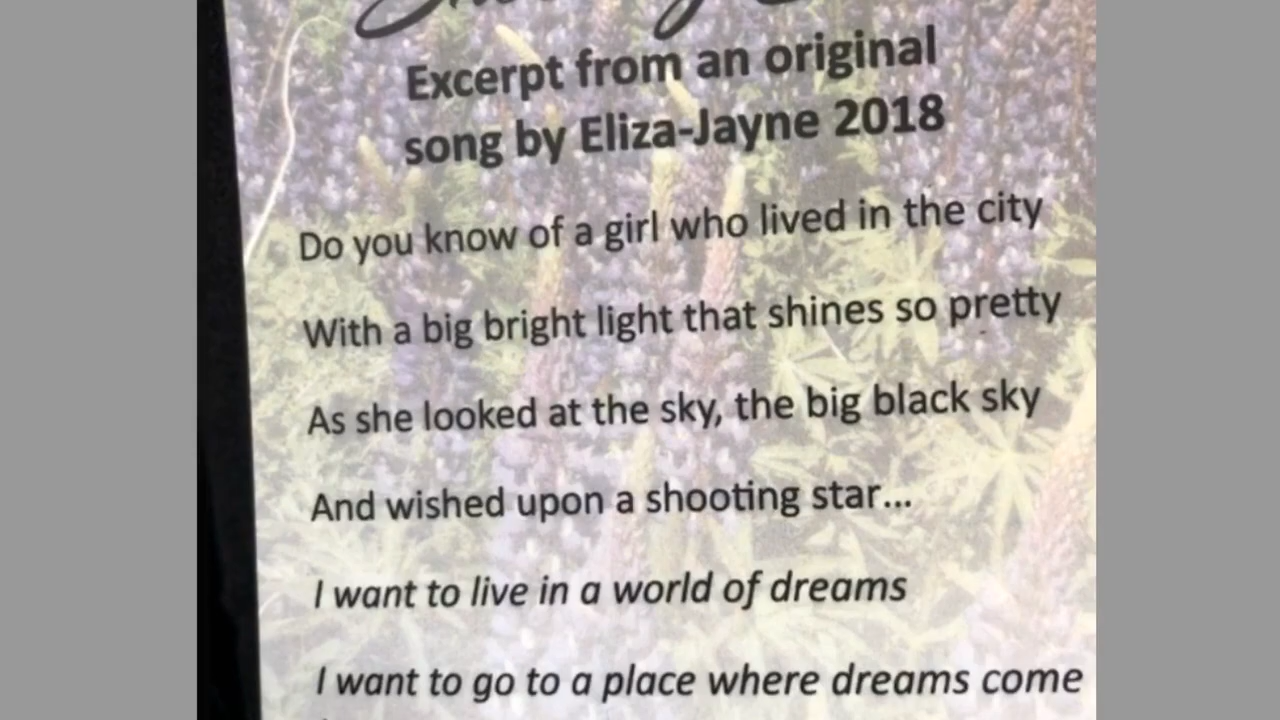 Excerpt from an original
song by Eliza-Jayne 2018
Do you know of a girl who lived in the city
With a big bright light that shines so pretty
As she looked at the sky, the big black sky
And wished upon a shooting star...
I want to live in a world of dreams
I want to go to a place where dreams come